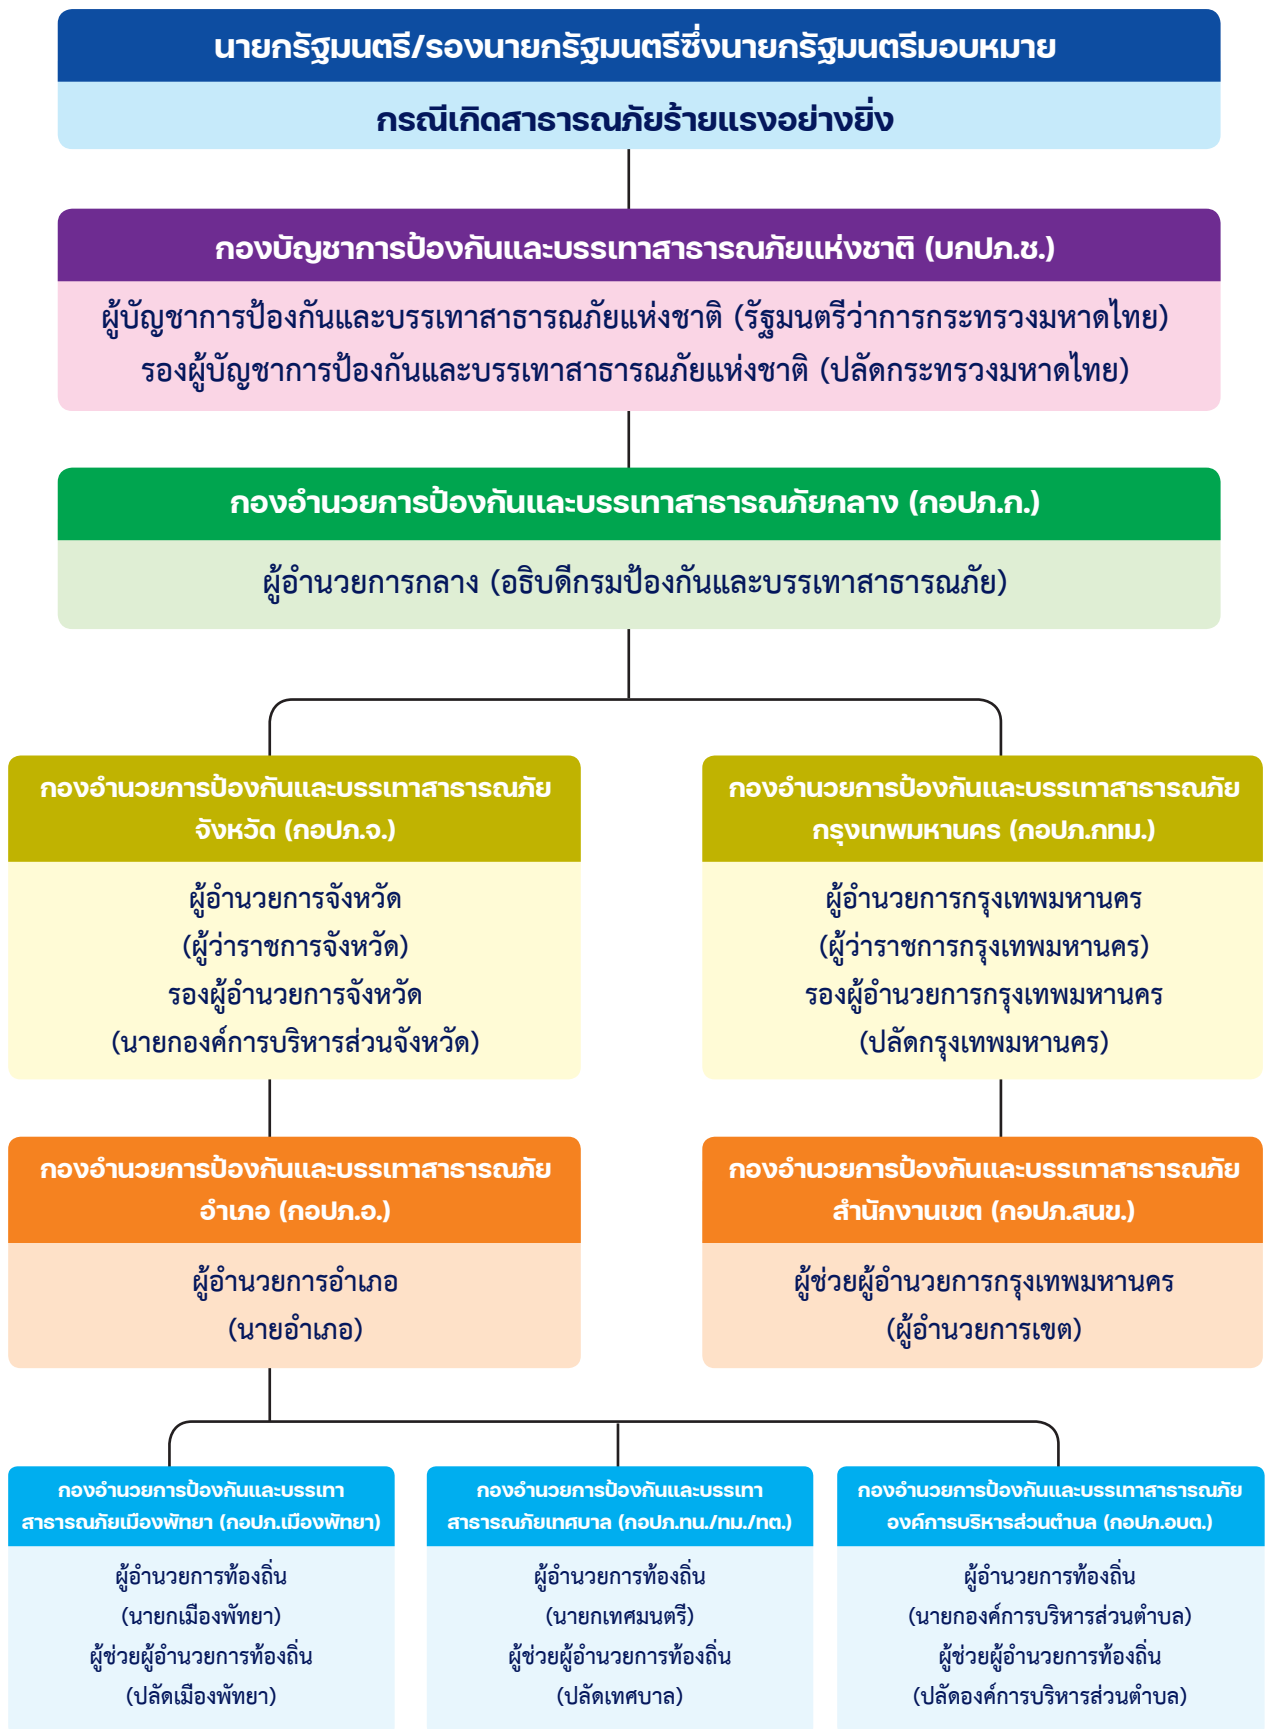 นายกรัฐมนตรี/รองนายกรัฐมนตรีซึ่งนายกรัฐมนตรีมอบหมาย
กรณีเกิดสาธารณภัยร้ายแรงอย่างยิ่ง
กองบัญชาการป้องกันและบรรเทาสาธารณภัยแห่งชาติ (บกปภ.ช.)
ผู้บัญชาการป้องกันและบรรเทาสาธารณภัยแห่งชาติ (รัฐมนตรีว่าการกระทรวงมหาดไทย)
รองผู้บัญชาการป้องกันและบรรเทาสาธารณภัยแห่งชาติ (ปลัดกระทรวงมหาดไทย)
กองอำนวยการป้องกันและบรรเทาสาธารณภัยกลาง (กอปภ.ก.)
ผู้อำนวยการกลาง (อธิบดีกรมป้องกันและบรรเทาสาธารณภัย)
กองอำนวยการป้องกันและบรรเทาสาธารณภัย
จังหวัด (กอปภ.จ.)
ผู้อำนวยการจังหวัด
(ผู้ว่าราชการจังหวัด)
รองผู้อำนวยการจังหวัด
(นายกองค์การบริหารส่วนจังหวัด)
กองอำนวยการป้องกันและบรรเทาสาธารณภัย
กรุงเทพมหานคร (กอปภ.กทม.)
ผู้อำนวยการกรุงเทพมหานคร
(ผู้ว่าราชการกรุงเทพมหานคร)
รองผู้อำนวยการกรุงเทพมหานคร
(ปลัดกรุงเทพมหานคร)
กองอำนวยการป้องกันและบรรเทาสาธารณภัย
อำเภอ (กอปภ.อ.)
ผู้อำนวยการอำเภอ
(นายอำเภอ)
กองอำนวยการป้องกันและบรรเทาสาธารณภัย
สำนักงานเขต (กอปภ.สนข.)
ผู้ช่วยผู้อำนวยการกรุงเทพมหานคร
(ผู้อำนวยการเขต)
กองอำนวยการป้องกันและบรรเทา
สาธารณภัยเมืองพัทยา (กอปภ.เมืองพัทยา)
ผู้อำนวยการท้องถิ่น
(นายกเมืองพัทยา)
ผู้ช่วยผู้อำนวยการท้องถิ่น
(ปลัดเมืองพัทยา)
กองอำนวยการป้องกันและบรรเทา
สาธารณภัยเทศบาล (กอปภ.ทน./ทม./ทต.)
ผู้อำนวยการท้องถิ่น
(นายกเทศมนตรี)
ผู้ช่วยผู้อำนวยการท้องถิ่น
(ปลัดเทศบาล)
กองอำนวยการป้องกันและบรรเทาสาธารณภัย
องค์การบริหารส่วนตำบล (กอปภ.อบต.)
ผู้อำนวยการท้องถิ่น
(นายกองค์การบริหารส่วนตำบล)
ผู้ช่วยผู้อำนวยการท้องถิ่น
(ปลัดองค์การบริหารส่วนตำบล)